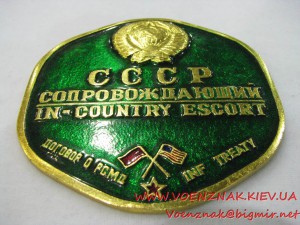 СССР
СОПРОВОЖДАЮЩИЙ
IN-COUNTRY ESCORT
ДОГОВОР О РСМД
INF TREATY
WWW.VOENZNAK.KIEV.UA
Voenznak@bigmir.net